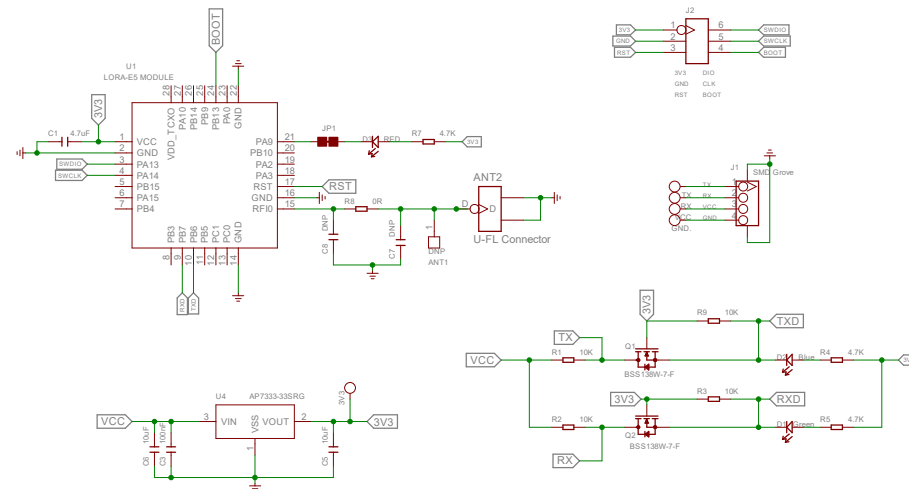 BOOT
U1
LORA-E5 MODULE
3V3
C1 4.7uF
28 27 26 25 24 23 22
VDD_TCXO PA10 PB14 PB9 PB13 PA0 GND
1 VCC
2 GND
SWDIO 3 PA13
SWCLK 4 PA14
5 PB15
6 PA15
7 PB4
PA9 21
PB10 20
PA2 19
PA3 18
RST 17 RST
GND 16
RFIO 15
PB3 PB7 PB6 PB5 PC1 PC0 GND
8 9 10 11 12 13 14
RXD TXD
JP1
D3 RED
R7 4.7K
3V3
R8 0R
DNP
C8
DNP
C7
1
DNP
ANT1
ANT2
D D
U-FL Connector
J2
3V3 1 6 SWDIO
GND 2 5 SWCLK
RST 3 4 BOOT
3V3 DIO
GND CLK
RST BOOT
J1
SMD Grove
TX 1
TX RX 2
RX VCC 3
VCC GND 4
GND.
3V3
R9 10K
TXD
TX
Q1
VCC
R1 10K
BSS138W-7-F
D2 Blue
R4 4.7K
3V3
R3 10K
RXD
R2 10K
Q2
BSS138W-7-F
D1 Green
R5 4.7K
RX
U4 AP7333-33SRG
3V3
VCC
3 VIN VSS VOUT 2
3V3
1
10uF
C6
100nF
C3
10uF
C5